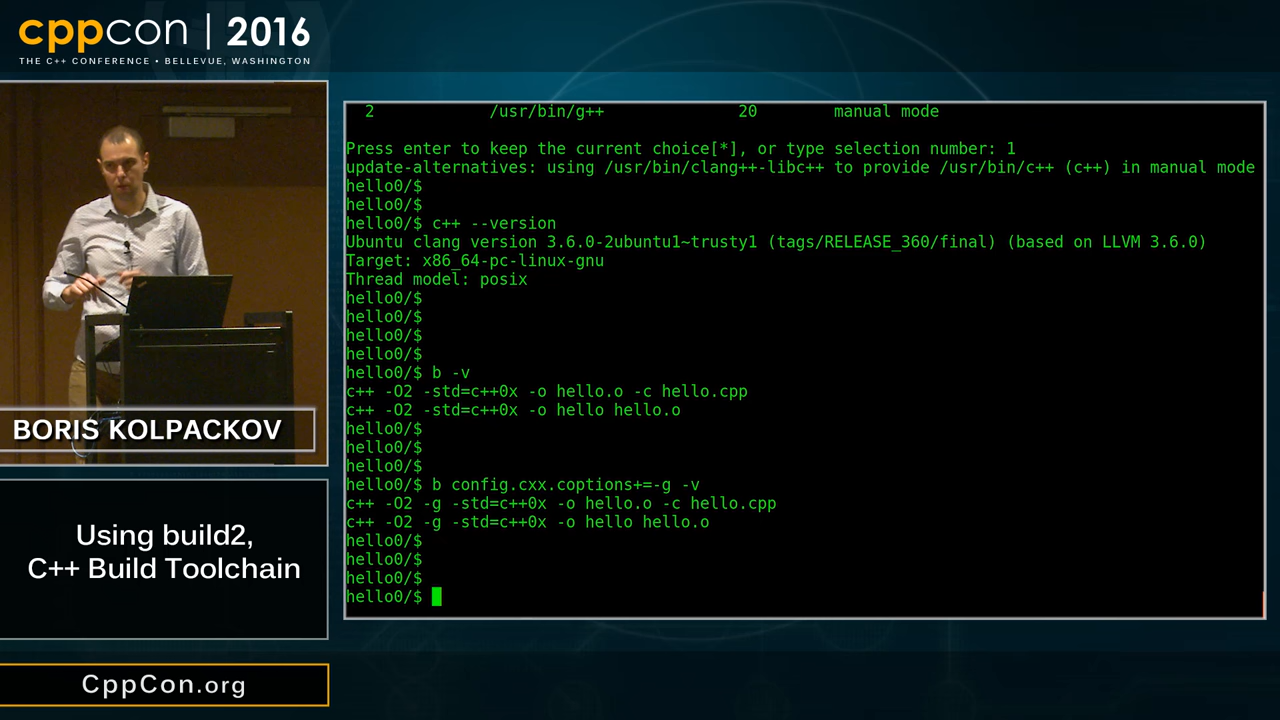 cppcon | 2016
THE C++ CONFERENCE • BELLEVUE, WASHINGTON
BORIS KOLPACKOV
Using build2,
C++ Build Toolchain
CppCon.org
2 /usr/bin/g++ 20 manual mode
Press enter to keep the current choice[*], or type selection number: 1
update-alternatives: using /usr/bin/clang++-libc++ to provide /usr/bin/c++ (c++) in manual mode
hello0/$
hello0/$
hello0/$ c++ --version
Ubuntu clang version 3.6.0-2ubuntu1~trusty1 (tags/RELEASE_360/final) (based on LLVM 3.6.0)
Target: x86_64-pc-linux-gnu
Thread model: posix
hello0/$
hello0/$
hello0/$
hello0/$
hello0/$ b -v
c++ -O2 -std=c++0x -o hello.o -c hello.cpp
c++ -O2 -std=c++0x -o hello hello.o
hello0/$
hello0/$
hello0/$
hello0/$ b config.cxx.coptions+=-g -v
c++ -O2 -g -std=c++0x -o hello.o -c hello.cpp
c++ -O2 -g -std=c++0x -o hello hello.o
hello0/$
hello0/$
hello0/$
hello0/$